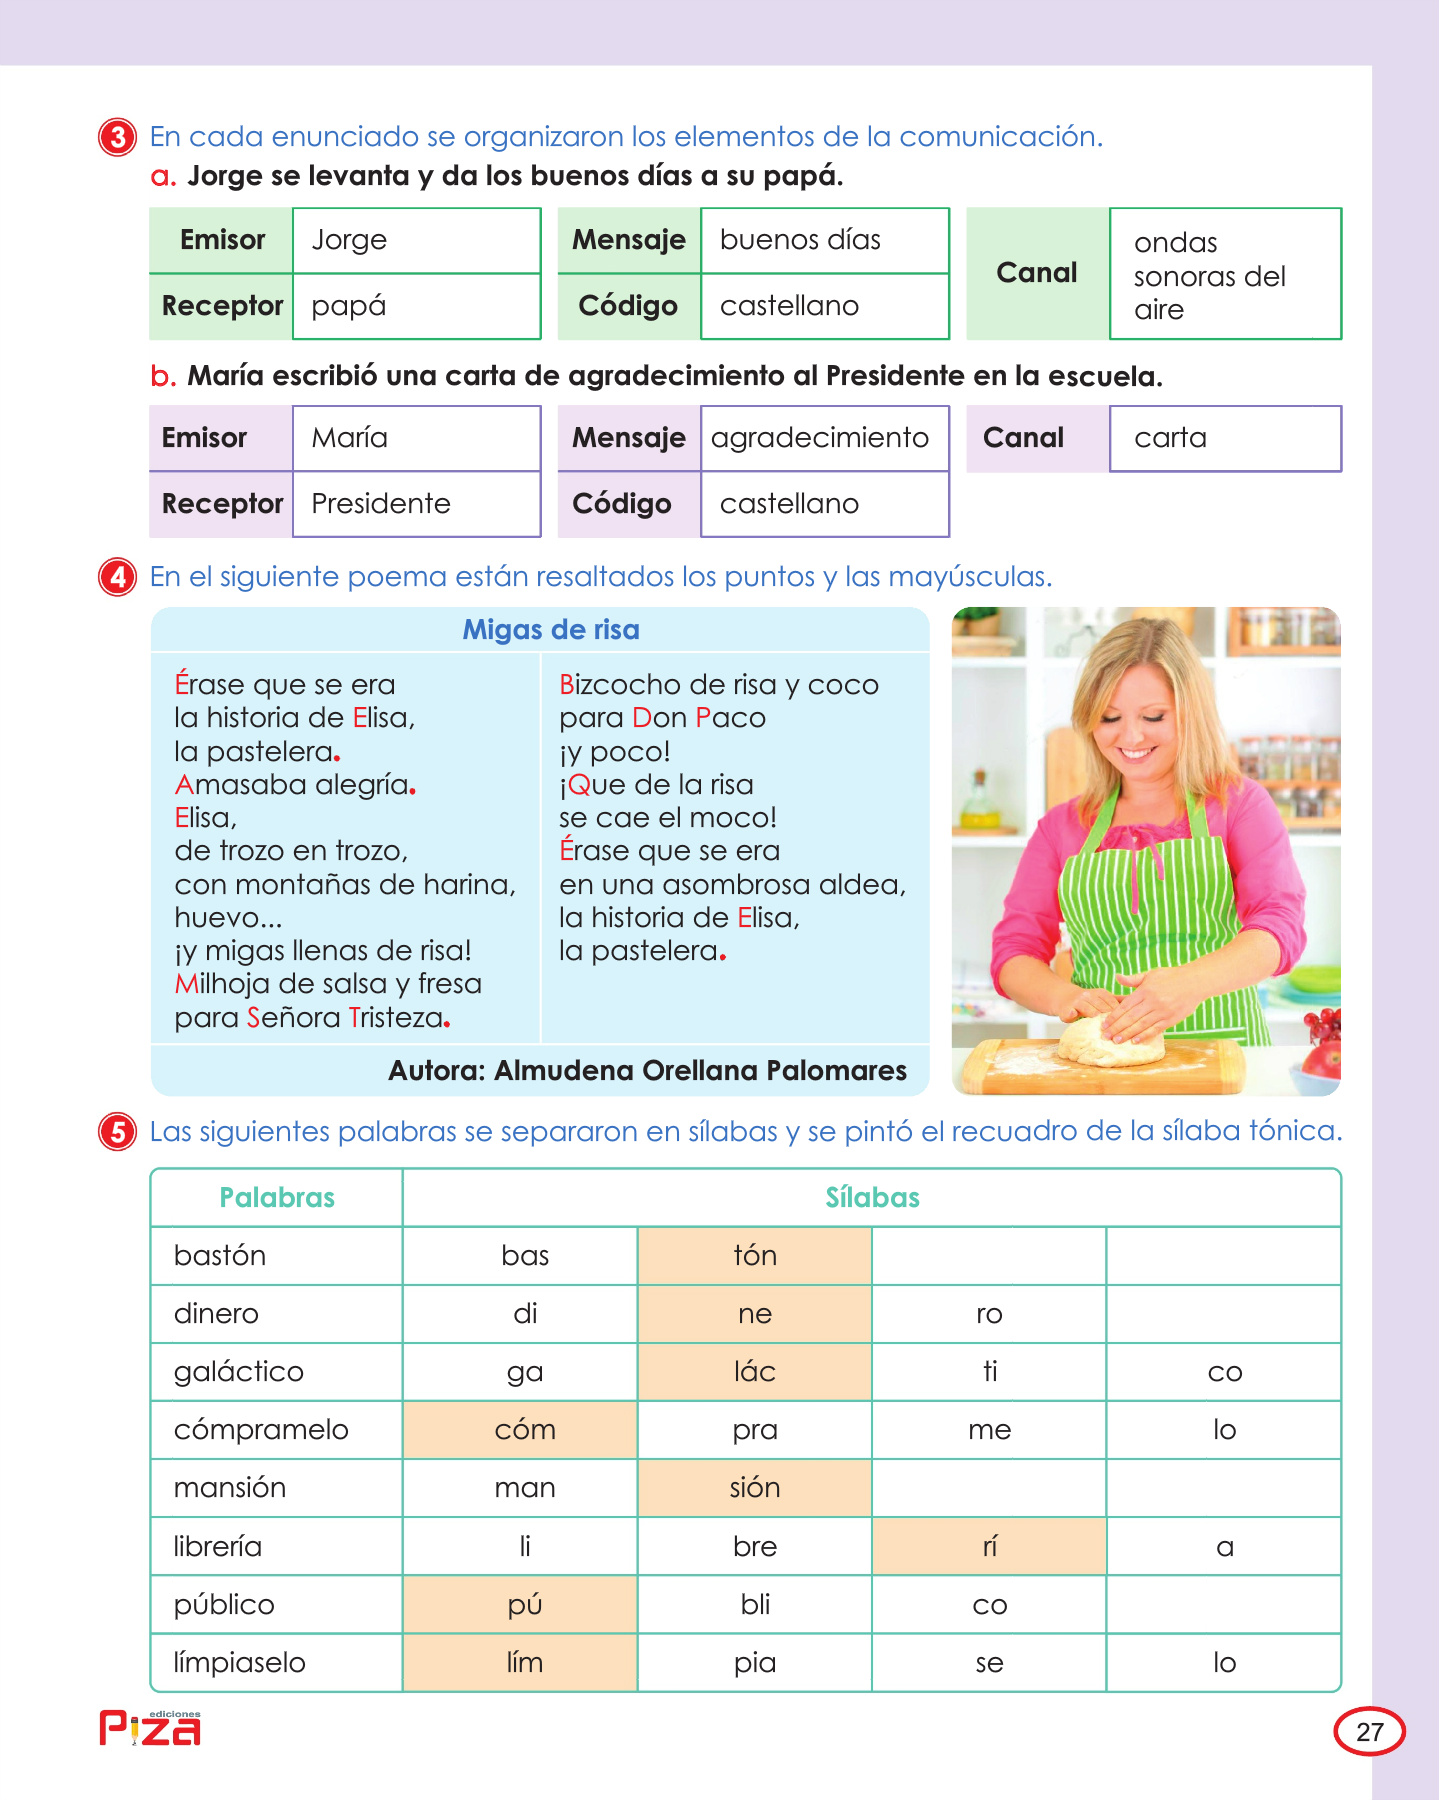 3 En cada enunciado se organizaron los elementos de la comunicación.
a. Jorge se levanta y da los buenos días a su papá.
Emisor Jorge
Receptor papá
Mensaje buenos días
Código castellano
Canal
ondas
sonoras del
aire
b. María escribió una carta de agradecimiento al Presidente en la escuela.
Emisor María
Receptor Presidente
Mensaje agradecimiento
Código castellano
Canal carta
4 En el siguiente poema están resaltados los puntos y las mayúsculas.
Migas de risa
Érase que se era
la historia de Elisa,
la pastelera.
Amasaba alegría.
Elisa,
de trozo en trozo,
con montañas de harina,
huevo...
¡y migas llenas de risa!
Milhoja de salsa y fresa
para Señora Tristeza.
Bizcocho de risa y coco
para Don Paco
¡y poco!
¡Que de la risa
se cae el moco!
Érase que se era
en una asombrosa aldea,
la historia de Elisa,
la pastelera.
Autora: Almudena Orellana Palomares
5 Las siguientes palabras se separaron en sílabas y se pintó el recuadro de la sílaba tónica.
Palabras Sílabas
bastón bas tón
dinero di ne ro
galáctico ga lác ti co
cómpramelo cóm pra me lo
mansión man sión
librería li bre rí a
público pú bli co
límpiaselo lím pia se lo
ediciones
Piza
27